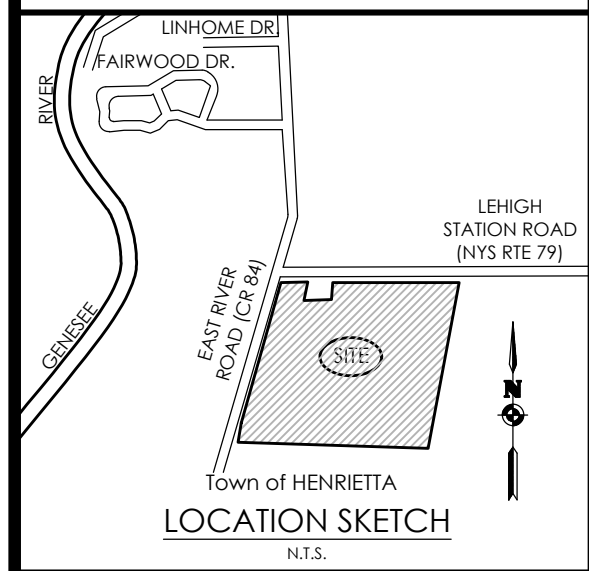 LINHOME DR.
FAIRWOOD DR.
RIVER
GENESEE
LEHIGH
STATION ROAD
(NYS RTE 79)
EAST RIVER
ROAD (CR 84)
SITE
N
Town of HENRIETTA
LOCATION SKETCH
N.T.S.